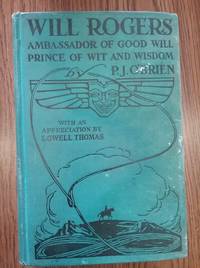 WILL ROGERS
AMBASSADOR OF GOOD WILL
PRINCE OF WIT AND WISDOM
by
P.J. O'BRIEN
WITH AN
APPRECIATION BY
LOWELL THOMAS